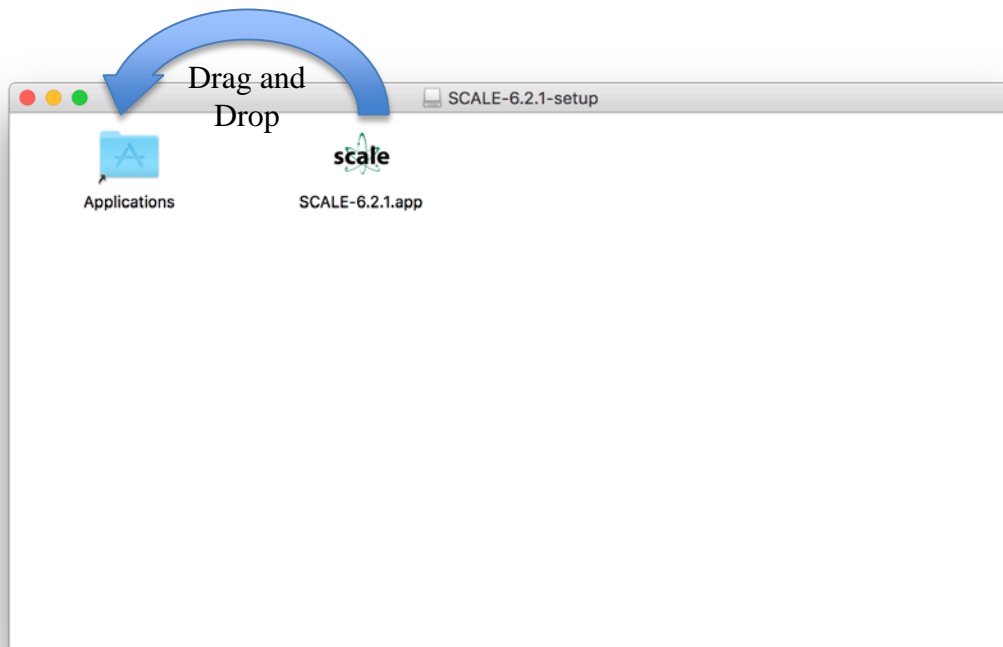 Drag and
Drop
SCALE-6.2.1-setup
scale
Applications
SCALE-6.2.1.app